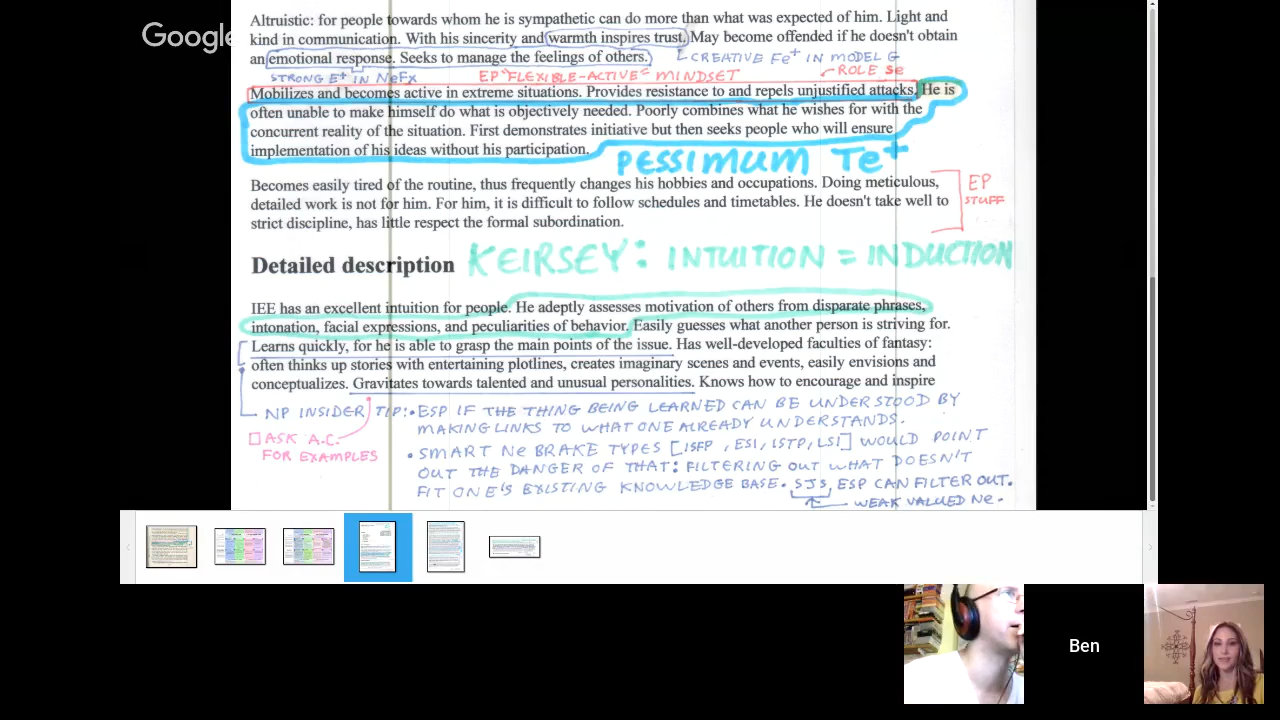 Altruistic: for people towards whom he is sympathetic can do more than what was expected of him. Light and
Google
kind in communication. With his sincerity and warmth inspires trust. May become offended if he doesn't obtain
an emotional response. Seeks to manage the feelings of others. CREATIVE Fe+ IN MODEL G
STRONG E+ IN NeFx EP "FLEXIBLE-ACTIVE" MINDSET ROLE Se
Mobilizes and becomes active in extreme situations. Provides resistance to and repels unjustified attacks. He is
often unable to make himself do what is objectively needed. Poorly combines what he wishes for with the
concurrent reality of the situation. First demonstrates initiative but then seeks people who will ensure
implementation of his ideas without his participation.
PESSIMUM Te+
Becomes easily tired of the routine, thus frequently changes his hobbies and occupations. Doing meticulous,
detailed work is not for him. For him, it is difficult to follow schedules and timetables. He doesn't take well to
strict discipline, has little respect the formal subordination.
EP
STUFF
Detailed description KEIRSEY: INTUITION = INDUCTION
IEE has an excellent intuition for people. He adeptly assesses motivation of others from disparate phrases,
intonation, facial expressions, and peculiarities of behavior. Easily guesses what another person is striving for.
Learns quickly, for he is able to grasp the main points of the issue. Has well-developed faculties of fantasy:
often thinks up stories with entertaining plotlines, creates imaginary scenes and events, easily envisions and
conceptualizes. Gravitates towards talented and unusual personalities. Knows how to encourage and inspire
NP INSIDER TIP: • ESP IF THE THING BEING LEARNED CAN BE UNDERSTOOD BY
MAKING LINKS TO WHAT ONE ALREADY UNDERSTANDS.
ASK A.C.
FOR EXAMPLES
• SMART Ne BRAKE TYPES [ISFP, ESI, ISTP, LSI] WOULD POINT
OUT THE DANGER OF THAT: FILTERING OUT WHAT DOESN'T
FIT ONE'S EXISTING KNOWLEDGE BASE. SJS, ESP CAN FILTER OUT.
WEAK VALUED Ne.
Ben